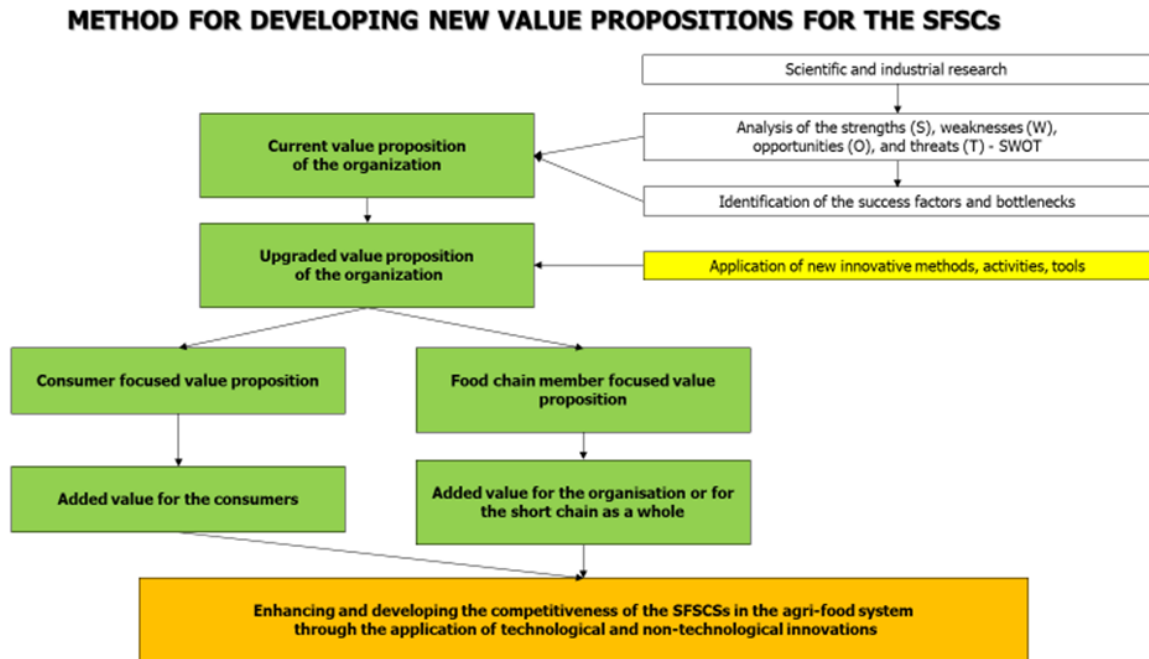 METHOD FOR DEVELOPING NEW VALUE PROPOSITIONS FOR THE SFSCs
Scientific and industrial research
Analysis of the strengths (S), weaknesses (W),
opportunities (O), and threats (T) - SWOT
Identification of the success factors and bottlenecks
Current value proposition
of the organization
Upgraded value proposition
of the organization
Application of new innovative methods, activities, tools
Consumer focused value proposition
Food chain member focused value
proposition
Added value for the consumers
Added value for the organisation or for
the short chain as a whole
Enhancing and developing the competitiveness of the SFSCSs in the agri-food system
through the application of technological and non-technological innovations